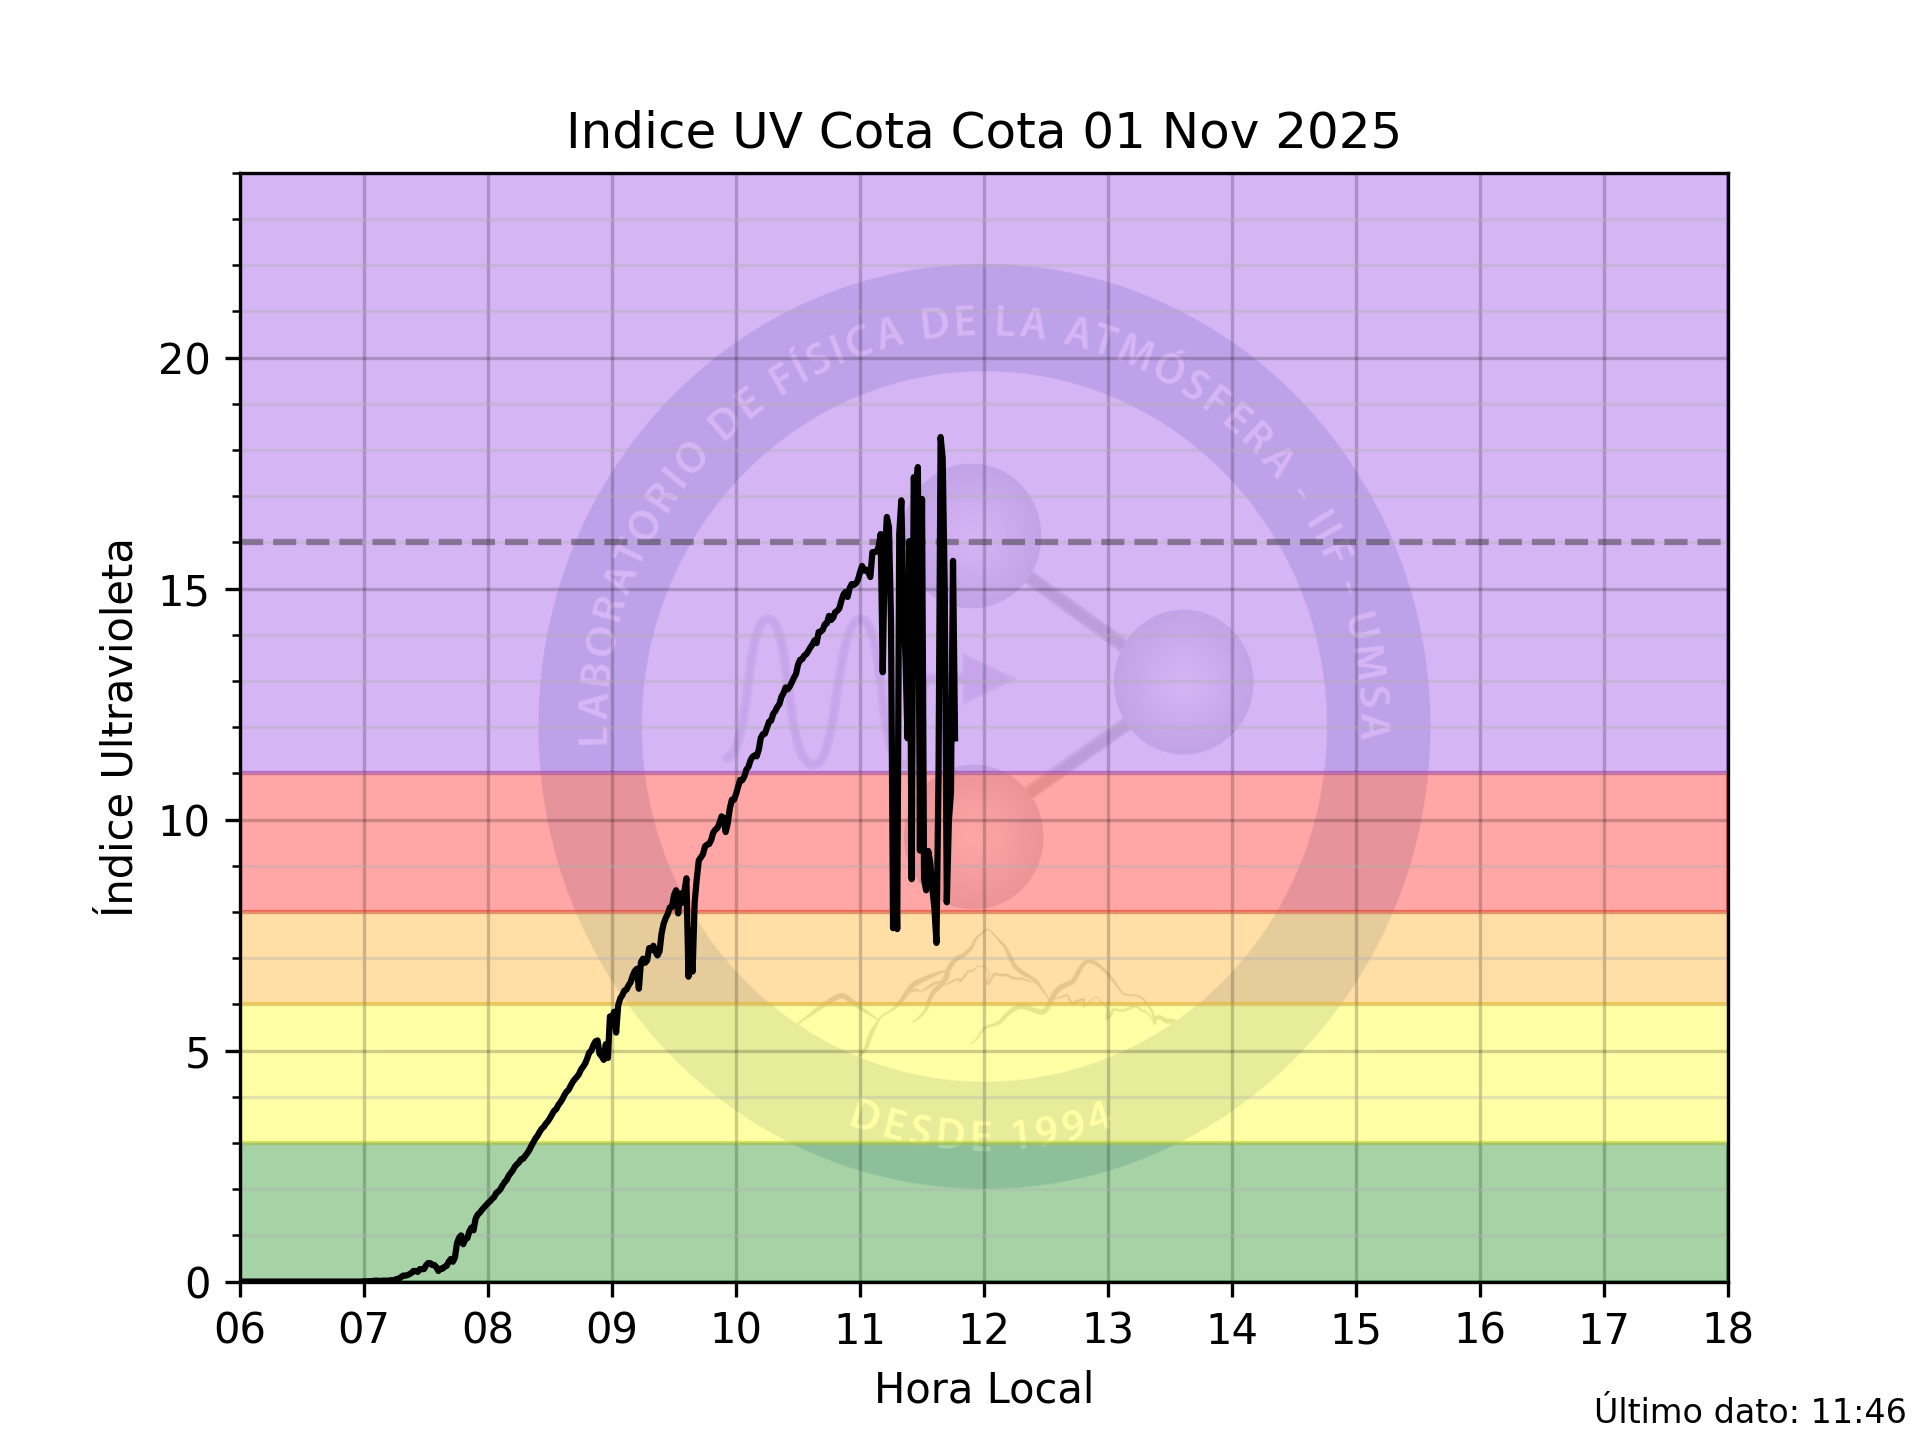 Indice UV Cota Cota 01 Nov 2025
Índice Ultravioleta
20
15
10
5
0
LABORATORIO DE FÍSICA DE LA ATMÓSFERA - IIF - UMSA
DESDE 1994
06 07 08 09 10 11 12 13 14 15 16 17 18
Hora Local
Último dato: 11:46